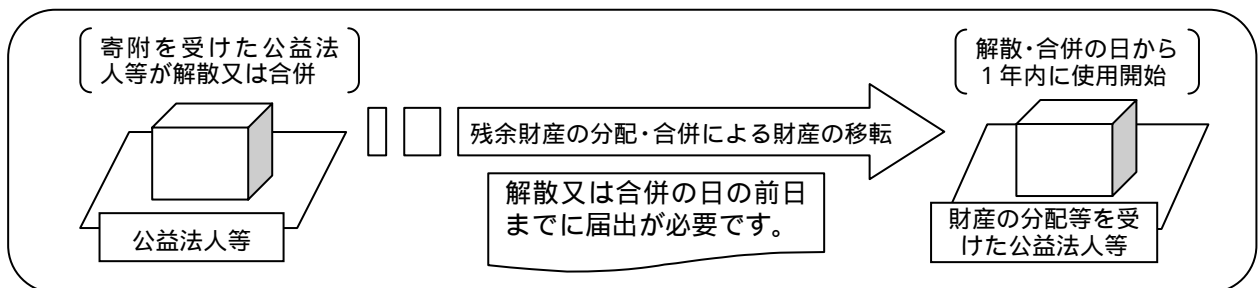 寄附を受けた公益法
人等が解散又は合併
公益法人等
残余財産の分配・合併による財産の移転
解散又は合併の日の前日
までに届出が必要です。
解散・合併の日から
１年内に使用開始
財産の分配等を受
けた公益法人等